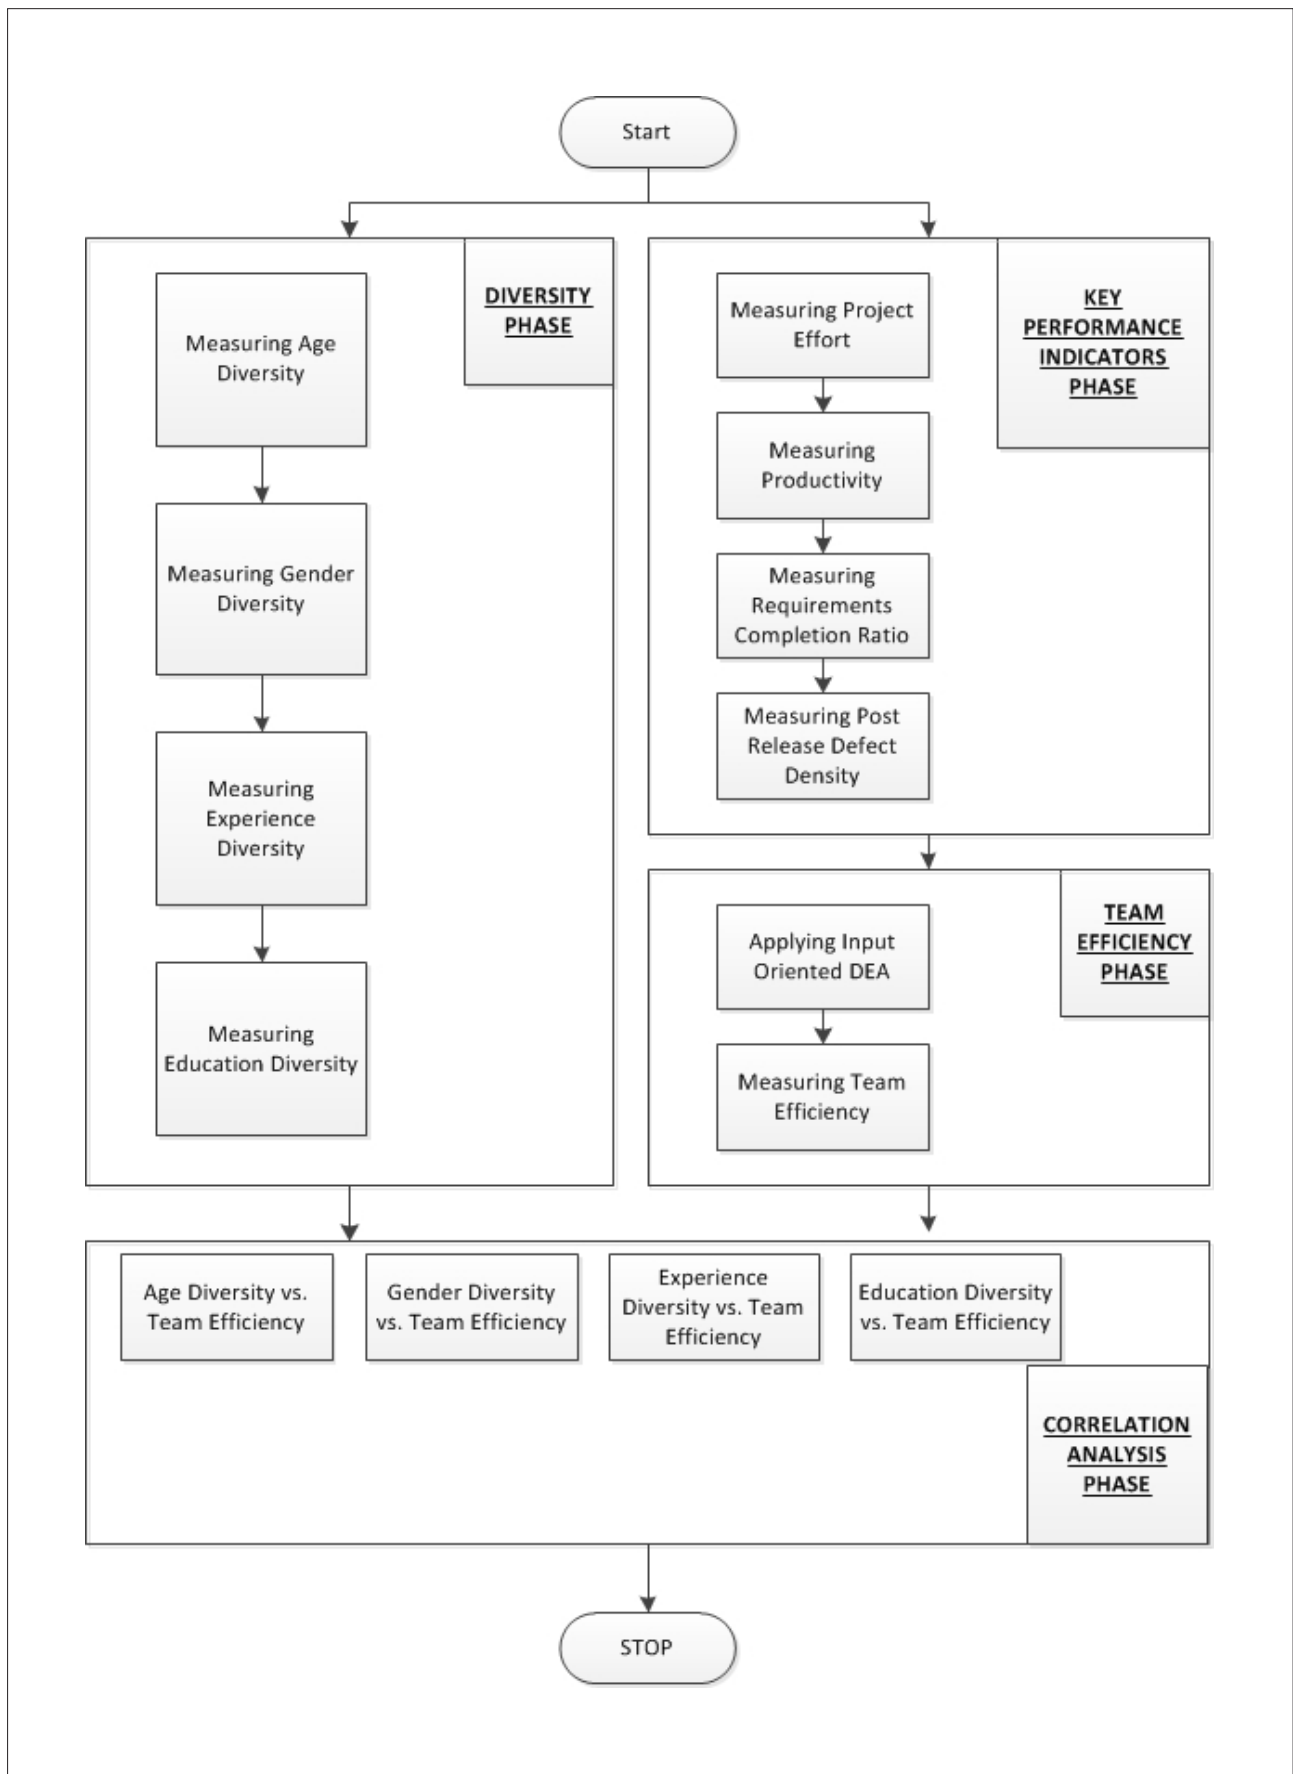 Start
DIVERSITY
PHASE
Measuring Age
Diversity
Measuring Gender
Diversity
Measuring
Experience
Diversity
Measuring
Education Diversity
KEY
PERFORMANCE
INDICATORS
PHASE
Measuring Project
Effort
Measuring
Productivity
Measuring
Requirements
Completion Ratio
Measuring Post
Release Defect
Density
TEAM
EFFICIENCY
PHASE
Applying Input
Oriented DEA
Measuring Team
Efficiency
Age Diversity vs.
Team Efficiency
Gender Diversity
vs. Team Efficiency
Experience
Diversity vs. Team
Efficiency
Education Diversity
vs. Team Efficiency
CORRELATION
ANALYSIS
PHASE
STOP